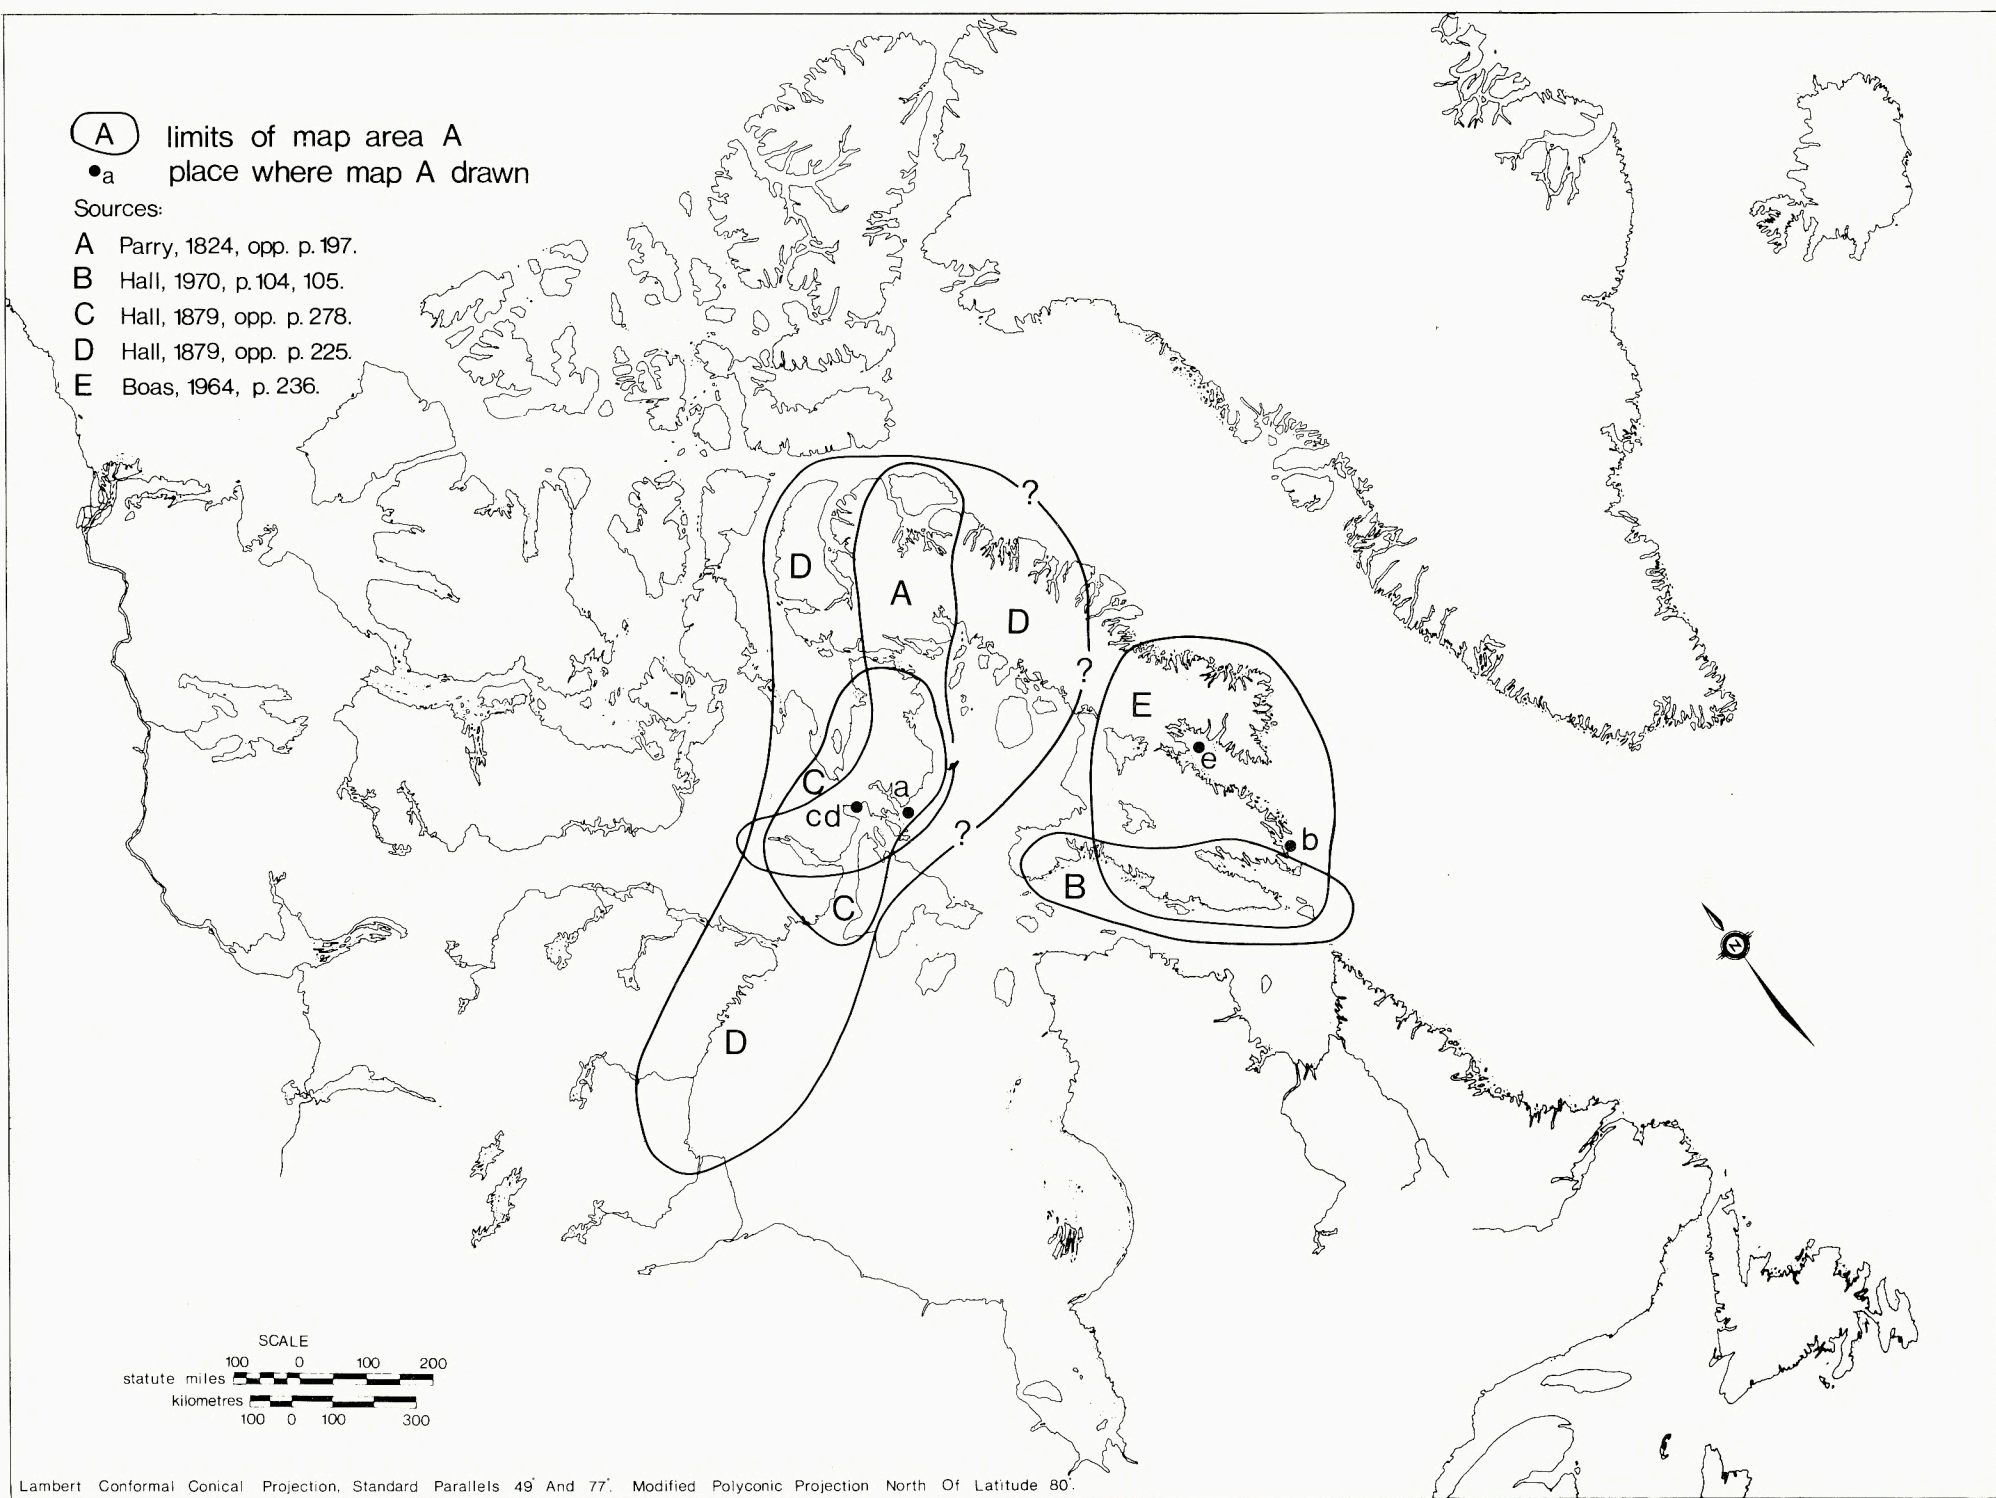 A limits of map area A
•a place where map A drawn
Sources:
A Parry, 1824, opp. p.197.
B Hall, 1970, p.104, 105.
C Hall, 1879, opp. p.278.
D Hall, 1879, opp. p.225.
E Boas, 1964, p.236.
?
D
A
D
?
E
e
C
a
cd
?
b
B
C
N
D
SCALE
100 0 100 200
statute miles
kilometres
100 0 100 300
Lambert Conformal Conical Projection, Standard Parallels 49° And 77°. Modified Polyconic Projection North Of Latitude 80°.